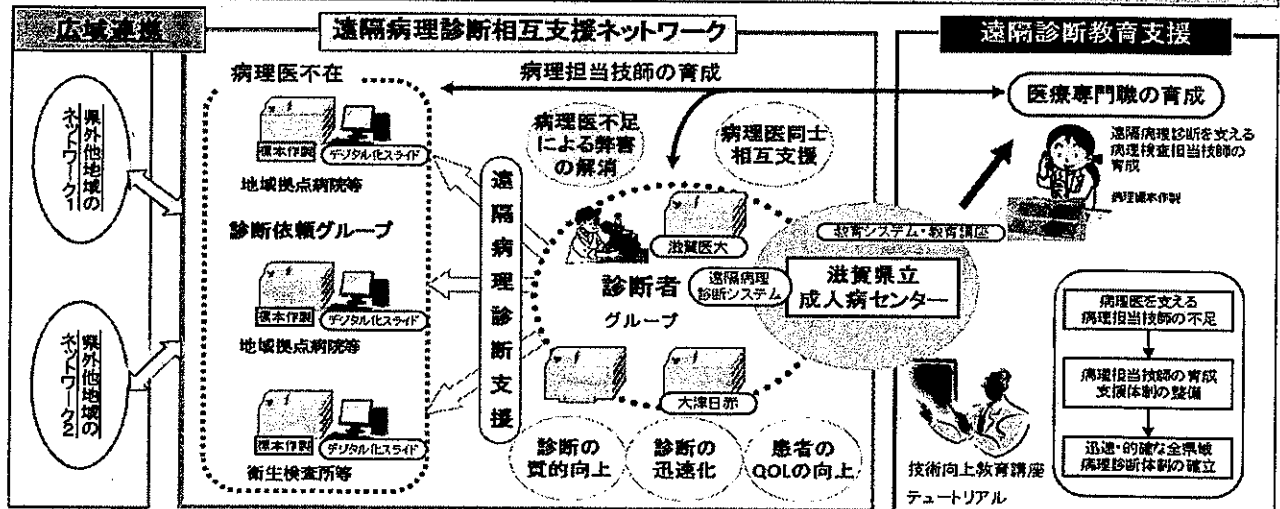 広域連携
遠隔病理診断相互支援ネットワーク
遠隔診断教育支援
県外他地域の
ネットワーク1
県外他地域の
ネットワーク2
病理医不在
標本作製
デジタル化スライド
地域拠点病院等
診断依頼グループ
標本作製
デジタル化スライド
地域拠点病院等
標本作製
デジタル化スライド
衛生検査所等
遠隔病理診断支援
病理担当技師の育成
病理医不足
による弊害
の解消
病理医同士
相互支援
滋賀医大
診断者
グループ
遠隔病理
診断システム
大津日赤
教育システム・教育講座
滋賀県立
成人病センター
診断の
質的向上
診断の
迅速化
患者の
QOLの向上
医療専門職の育成
遠隔病理診断を支える
病理検査担当技師の
育成
病理標本作製
技術向上教育講座
テュートリアル
病理医を支える
病理担当技師の不足
病理担当技師の育成
支援体制の整備
迅速・的確な全県域
病理診断体制の確立